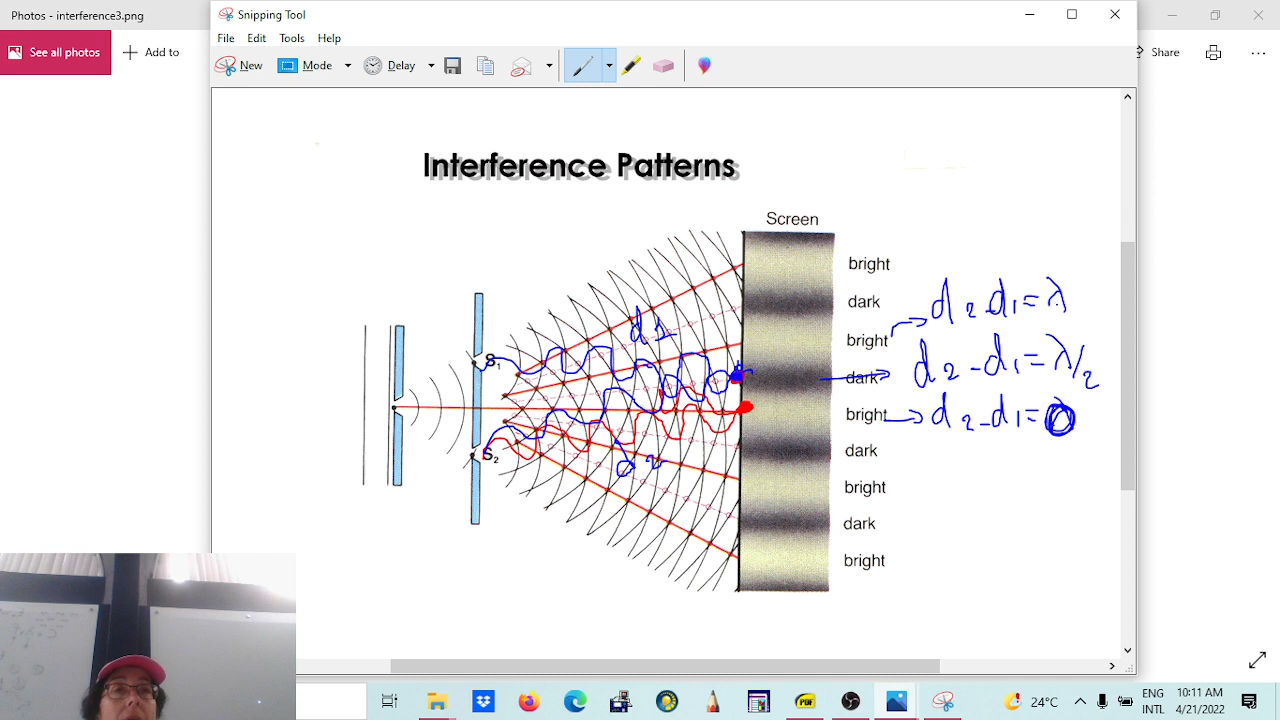 Photos - interference3.png
Snipping Tool
File Edit Tools Help
See all photos
Add to
New Mode Delay
Share
Interference Patterns
Screen
bright
dark
bright
dark
bright
dark
bright
dark
bright
d2-d1=λ
d2-d1=λ/2
d2-d1=0
d1
d2
S1
S2
24°C
ENG
INTL
10:11 AM
4/21/2022
PDF